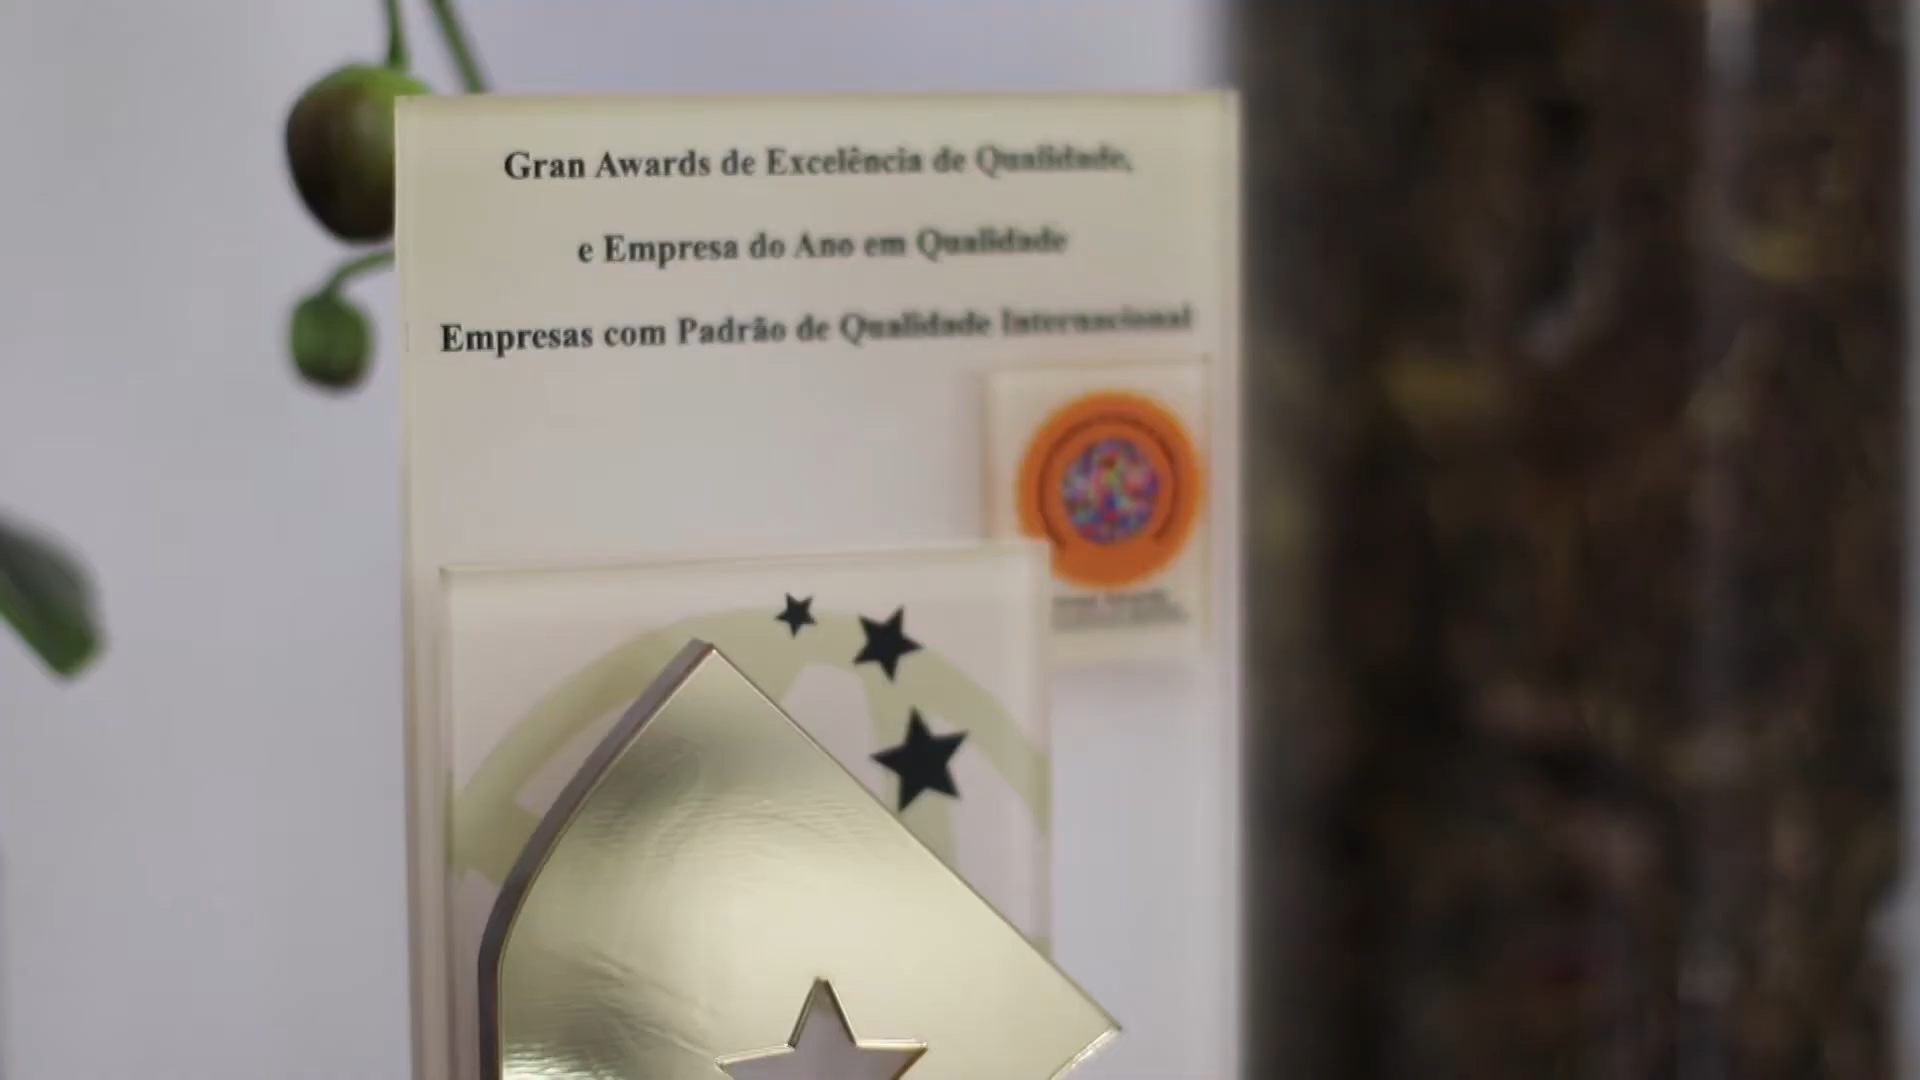 Gran Awards de Excelência de Qualidade,
e Empresa do Ano em Qualidade
Empresas com Padrão de Qualidade Internacional